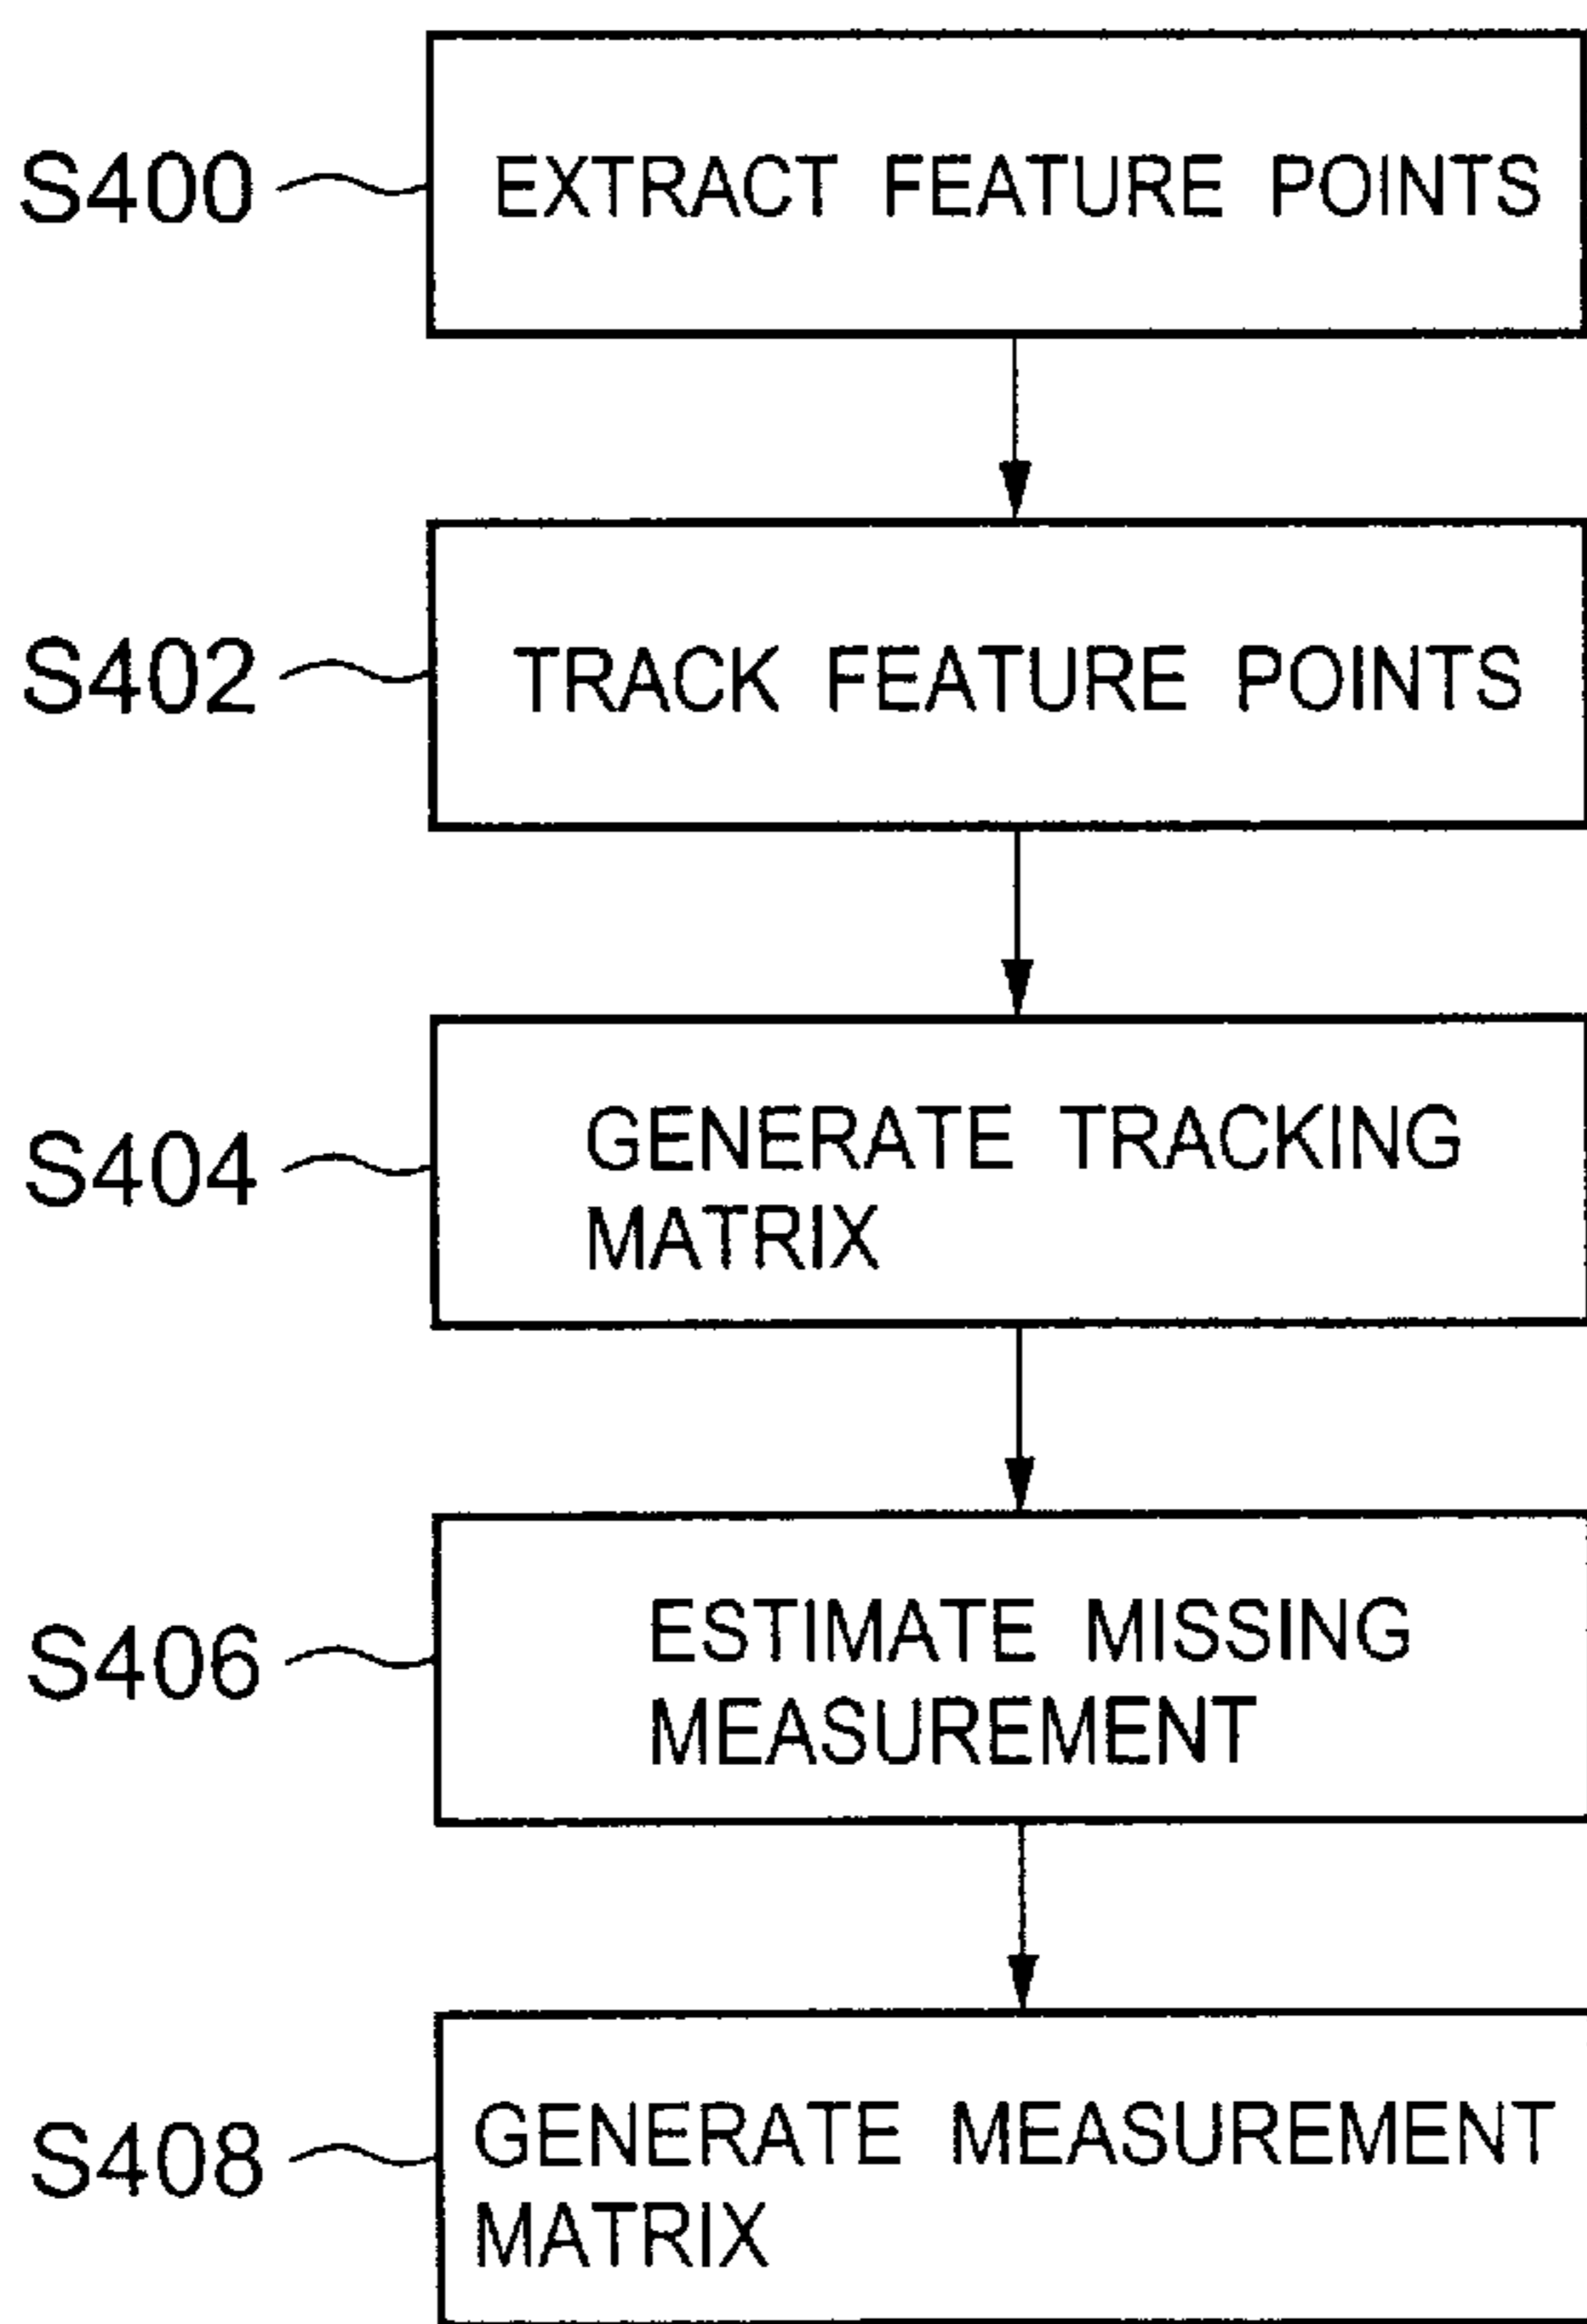 S400
EXTRACT FEATURE POINTS
S402
TRACK FEATURE POINTS
S404
GENERATE TRACKING
MATRIX
S406
ESTIMATE MISSING
MEASUREMENT
S408
GENERATE MEASUREMENT
MATRIX